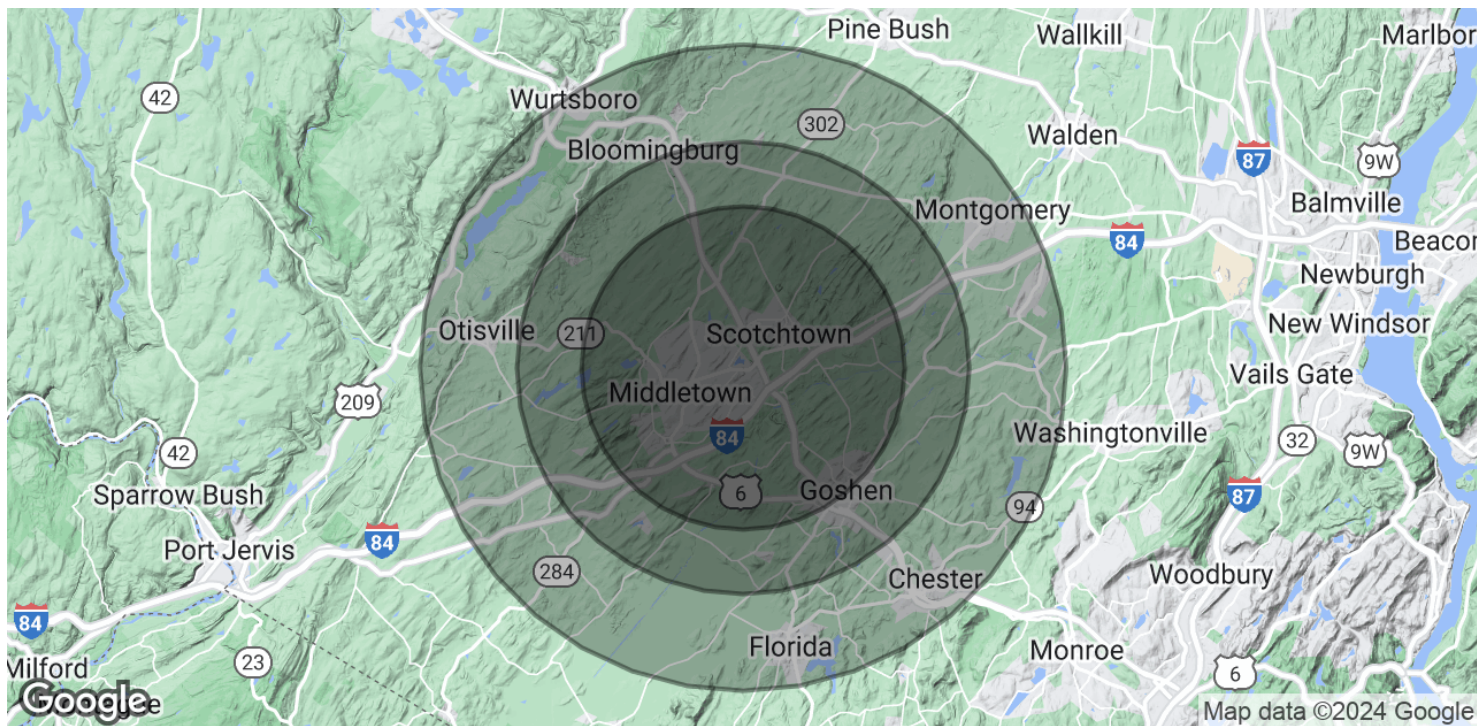 Pine Bush
Wallkill
Marlbor
42
Wurtsboro
302
Bloomingburg
Walden
87
9W
Balmville
Montgomery
84
Beacon
Newburgh
Otisville
211
Scotchtown
New Windsor
Middletown
Vails Gate
209
84
Washingtonville
32
9W
42
Sparrow Bush
6
Goshen
94
87
Port Jervis
84
284
Chester
Woodbury
84
Florida
Monroe
Milford
23
6
Google
Map data ©2024 Google